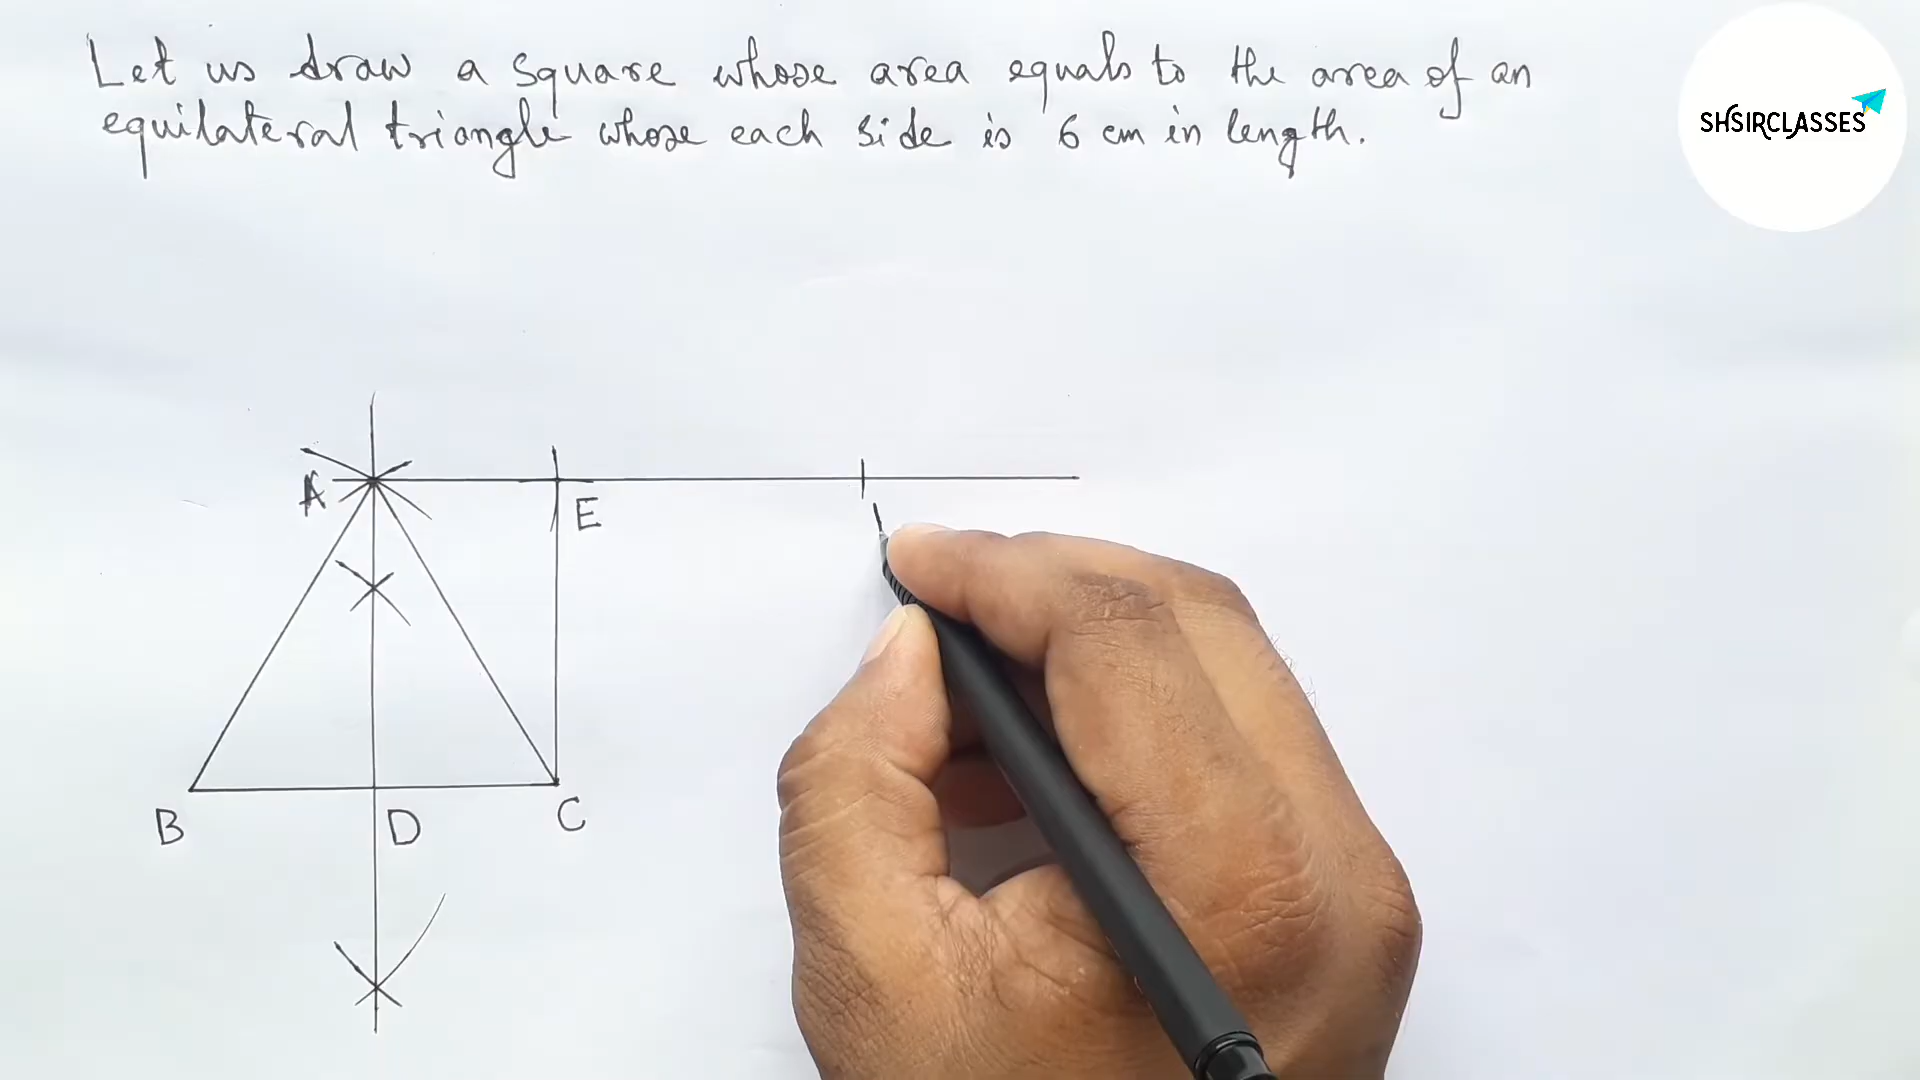 Let us draw a square whose area equals to the area of an
equilateral triangle whose each side is 6 cm in length.
SHSIRCLASSES
A
E
B
D
C